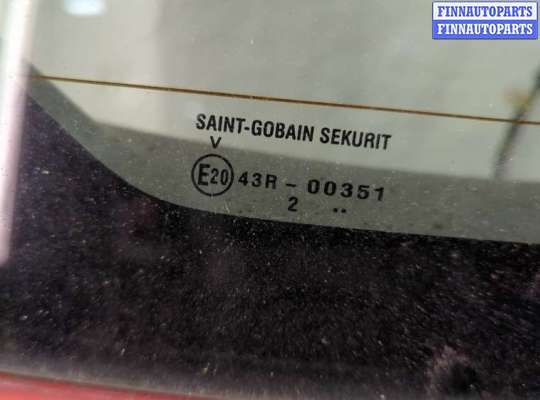 FINNAUTOPARTS
FINNAUTOPARTS
SAINT-GOBAIN SEKURIT
V
E20 43R - 00351
2 ..